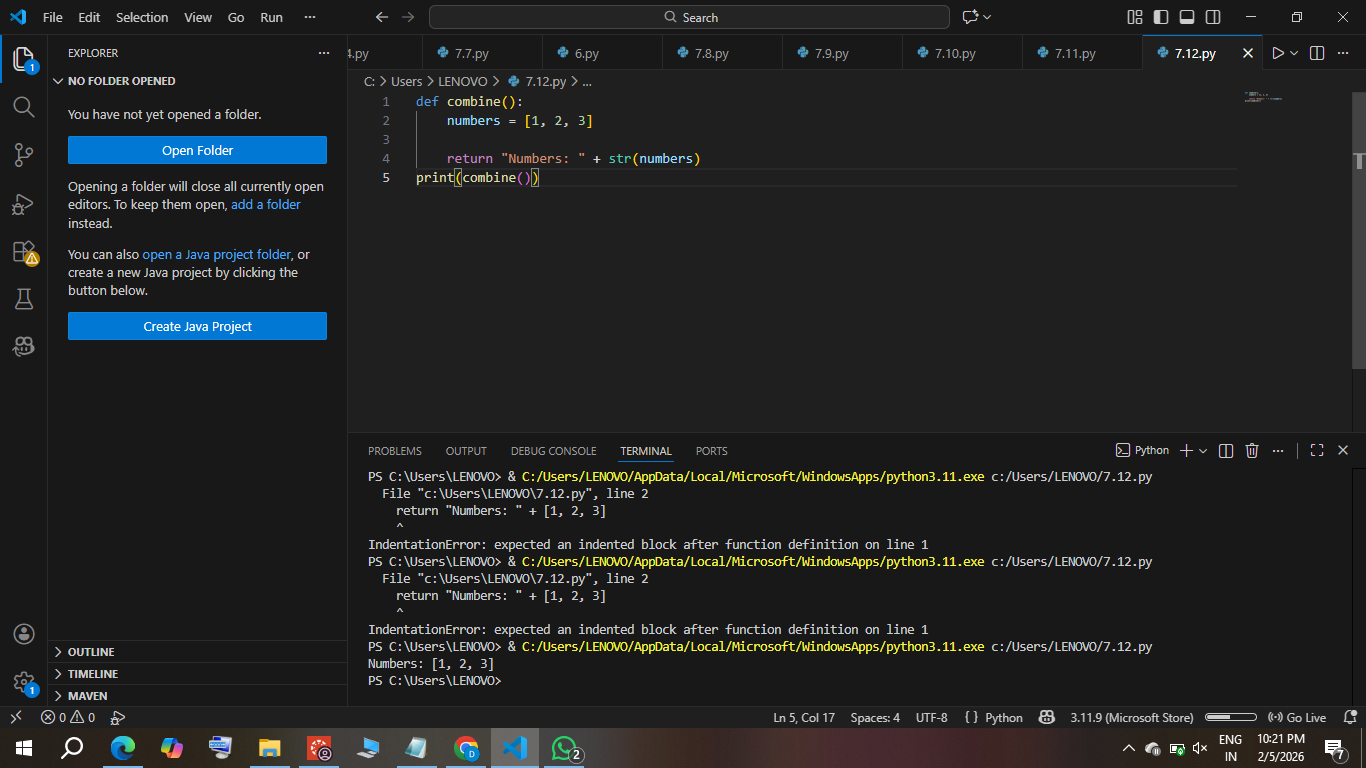 File Edit Selection View Go Run ··· Search
EXPLORER ···
NO FOLDER OPENED
You have not yet opened a folder.
Open Folder
Opening a folder will close all currently open
editors. To keep them open, add a folder
instead.
You can also open a Java project folder, or
create a new Java project by clicking the
button below.
Create Java Project
OUTLINE
TIMELINE
MAVEN
1
1
4.py 7.7.py 6.py 7.8.py 7.9.py 7.10.py 7.11.py 7.12.py
C: > Users > LENOVO > 7.12.py > ...
1 def combine():
2     numbers = [1, 2, 3]
3
4     return "Numbers: " + str(numbers)
5 print(combine())
PROBLEMS OUTPUT DEBUG CONSOLE TERMINAL PORTS Python
PS C:\Users\LENOVO> & C:/Users/LENOVO/AppData/Local/Microsoft/WindowsApps/python3.11.exe c:/Users/LENOVO/7.12.py
  File "c:\Users\LENOVO\7.12.py", line 2
    return "Numbers: " + [1, 2, 3]
    ^
IndentationError: expected an indented block after function definition on line 1
PS C:\Users\LENOVO> & C:/Users/LENOVO/AppData/Local/Microsoft/WindowsApps/python3.11.exe c:/Users/LENOVO/7.12.py
  File "c:\Users\LENOVO\7.12.py", line 2
    return "Numbers: " + [1, 2, 3]
    ^
IndentationError: expected an indented block after function definition on line 1
PS C:\Users\LENOVO> & C:/Users/LENOVO/AppData/Local/Microsoft/WindowsApps/python3.11.exe c:/Users/LENOVO/7.12.py
Numbers: [1, 2, 3]
PS C:\Users\LENOVO>
0 0 Ln 5, Col 17 Spaces: 4 UTF-8 { } Python 3.11.9 (Microsoft Store) Go Live
2 ENG 10:21 PM
IN 2/5/2026 7